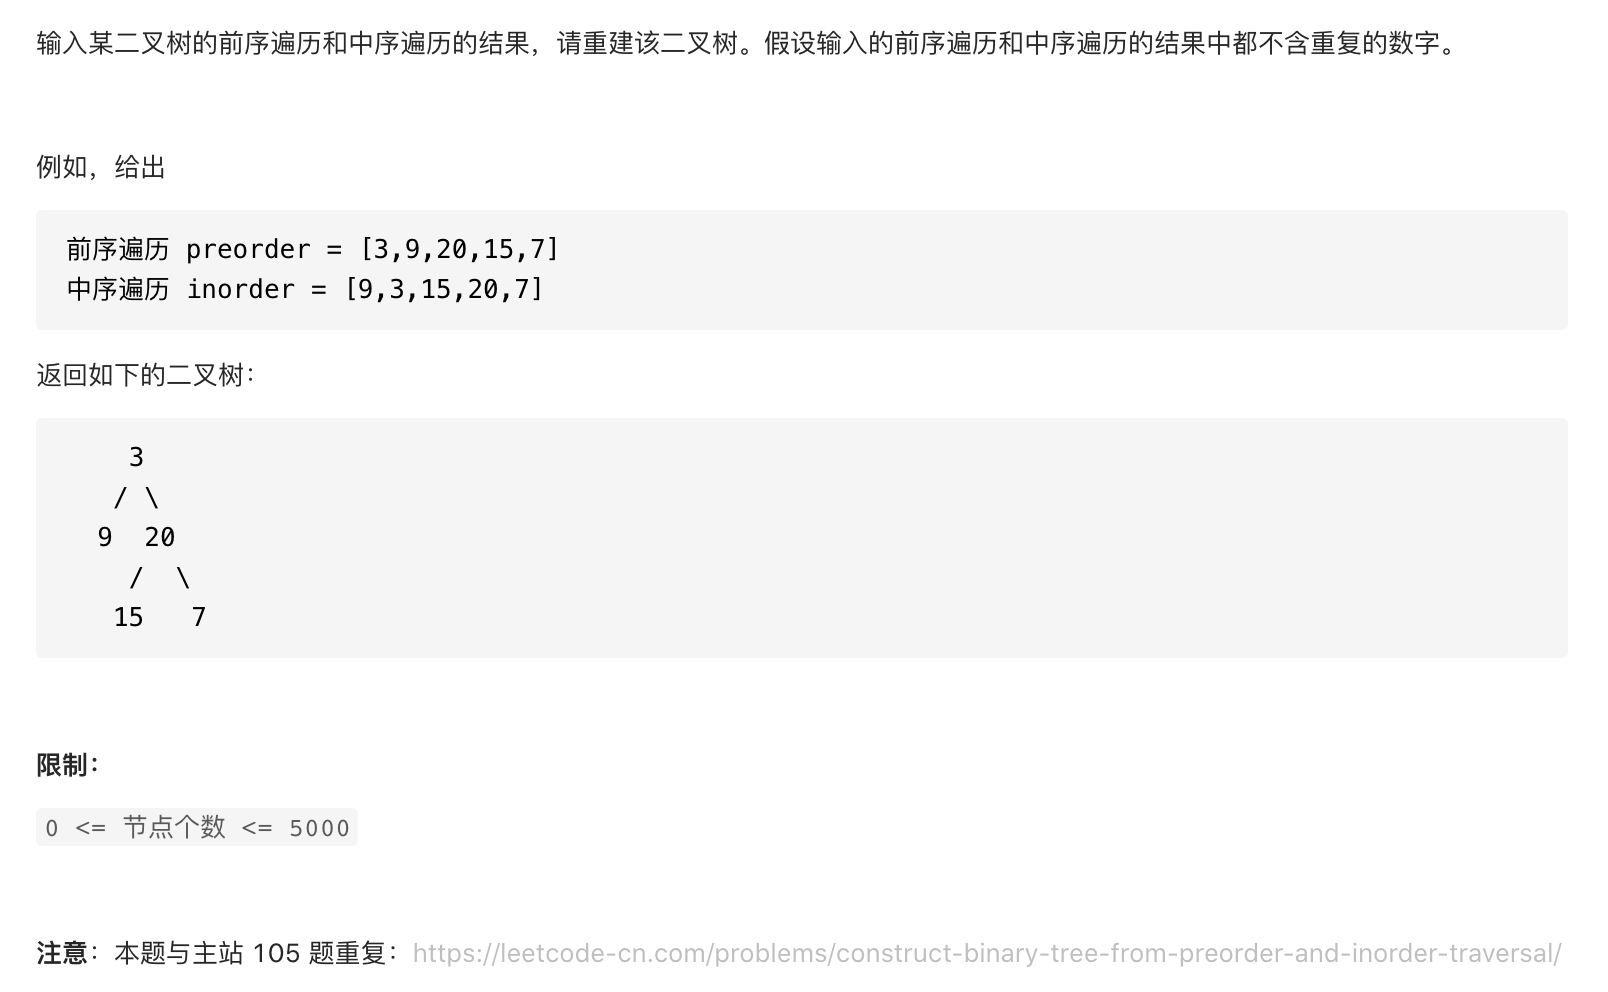 输入某二叉树的前序遍历和中序遍历的结果，请重建该二叉树。假设输入的前序遍历和中序遍历的结果中都不含重复的数字。
例如，给出
前序遍历 preorder = [3,9,20,15,7]
中序遍历 inorder = [9,3,15,20,7]
返回如下的二叉树：
3
/ \
9  20
/  \
15   7
限制：
0 <= 节点个数 <= 5000
注意：本题与主站 105 题重复：https://leetcode-cn.com/problems/construct-binary-tree-from-preorder-and-inorder-traversal/